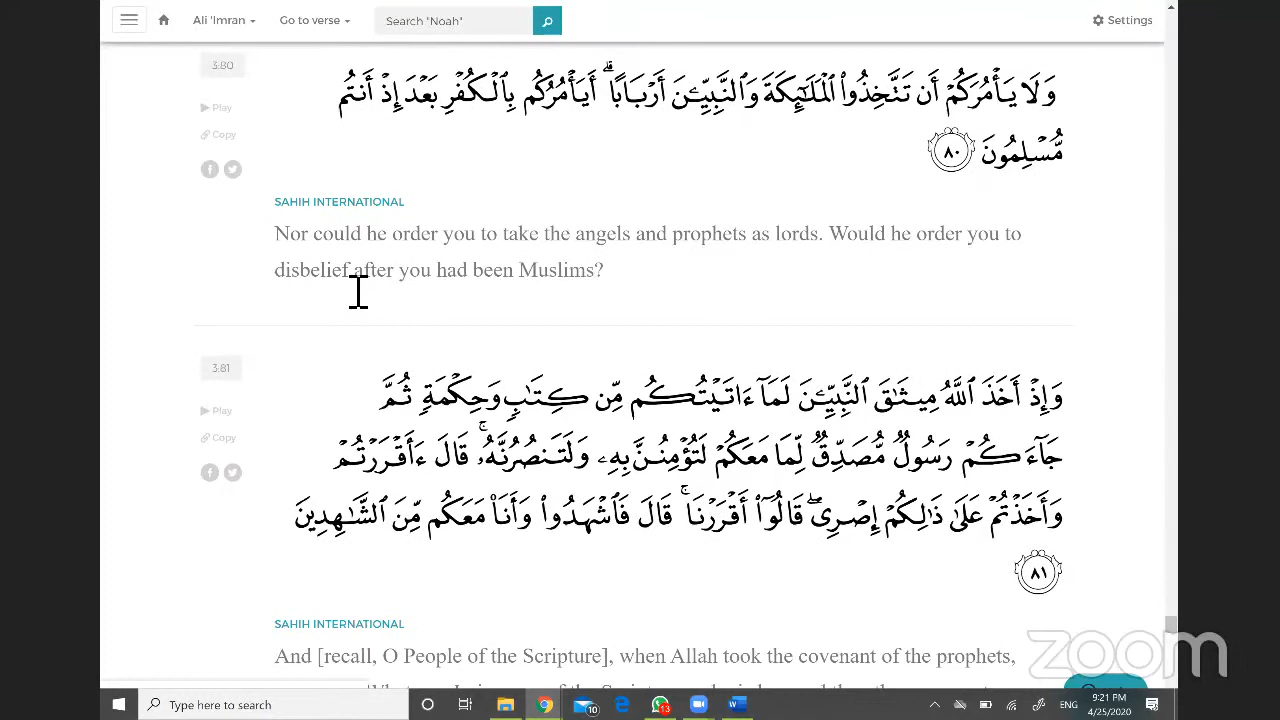 Ali 'Imran
Go to verse
Search "Noah"
Settings
3:80
وَلَا يَأْمُرَكُمْ أَن تَتَّخِذُوا۟ ٱلْمَلَـٰٓئِكَةَ وَٱلنَّبِيِّـۧنَ أَرْبَابًا ۗ أَيَأْمُرُكُم بِٱلْكُفْرِ بَعْدَ إِذْ أَنتُم
مُّسْلِمُونَ ٨٠
Play
Copy
SAHIH INTERNATIONAL
Nor could he order you to take the angels and prophets as lords. Would he order you to
disbelief after you had been Muslims?
3:81
وَإِذْ أَخَذَ ٱللَّهُ مِيثَـٰقَ ٱلنَّبِيِّـۧنَ لَمَآ ءَاتَيْتُكُم مِّن كِتَـٰبٍ وَحِكْمَةٍ ثُمَّ
جَآءَكُمْ رَسُولٌ مُّصَدِّقٌ لِّمَا مَعَكُمْ لَتُؤْمِنُنَّ بِهِۦ وَلَتَنصُرُنَّهُۥ ۚ قَالَ ءَأَقْرَرْتُمْ
وَأَخَذْتُمْ عَلَىٰ ذَٰلِكُمْ إِصْرِى ۖ قَالُوٓا۟ أَقْرَرْنَا ۚ قَالَ فَٱشْهَدُوا۟ وَأَنَا۠ مَعَكُم مِّنَ ٱلشَّـٰهِدِينَ
٨١
Play
Copy
SAHIH INTERNATIONAL
And [recall, O People of the Scripture], when Allah took the covenant of the prophets,
zoom
Type here to search
10
13
ENG
9:21 PM
4/25/2020